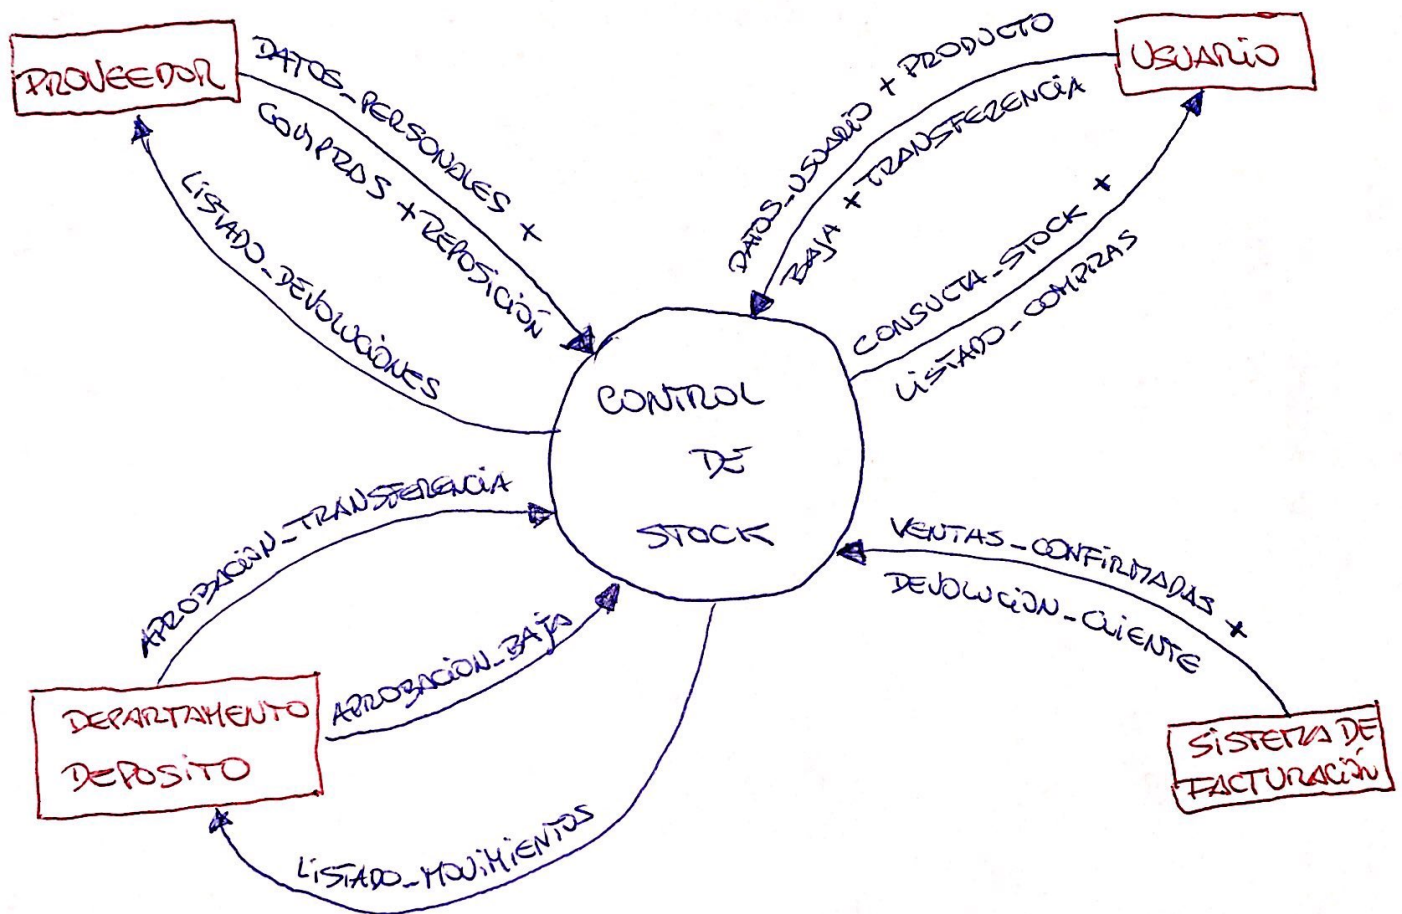 PROVEEDOR
DATOS_PERSONALES +
COMPRAS + REPOSICIÓN
LISTADO_DEVOLUCIONES
USUARIO
DATOS_USUARIO + PRODUCTO
BAJA + TRANSFERENCIA
CONSULTA_STOCK +
LISTADO_COMPRAS
CONTROL
DE
STOCK
APROBACIÓN_TRANSFERENCIA
APROBACIÓN_BAJA
DEPARTAMENTO
DEPOSITO
LISTADO_MOVIMIENTOS
VENTAS_CONFIRMADAS +
DEVOLUCIÓN_CLIENTE
SISTEMA DE
FACTURACIÓN